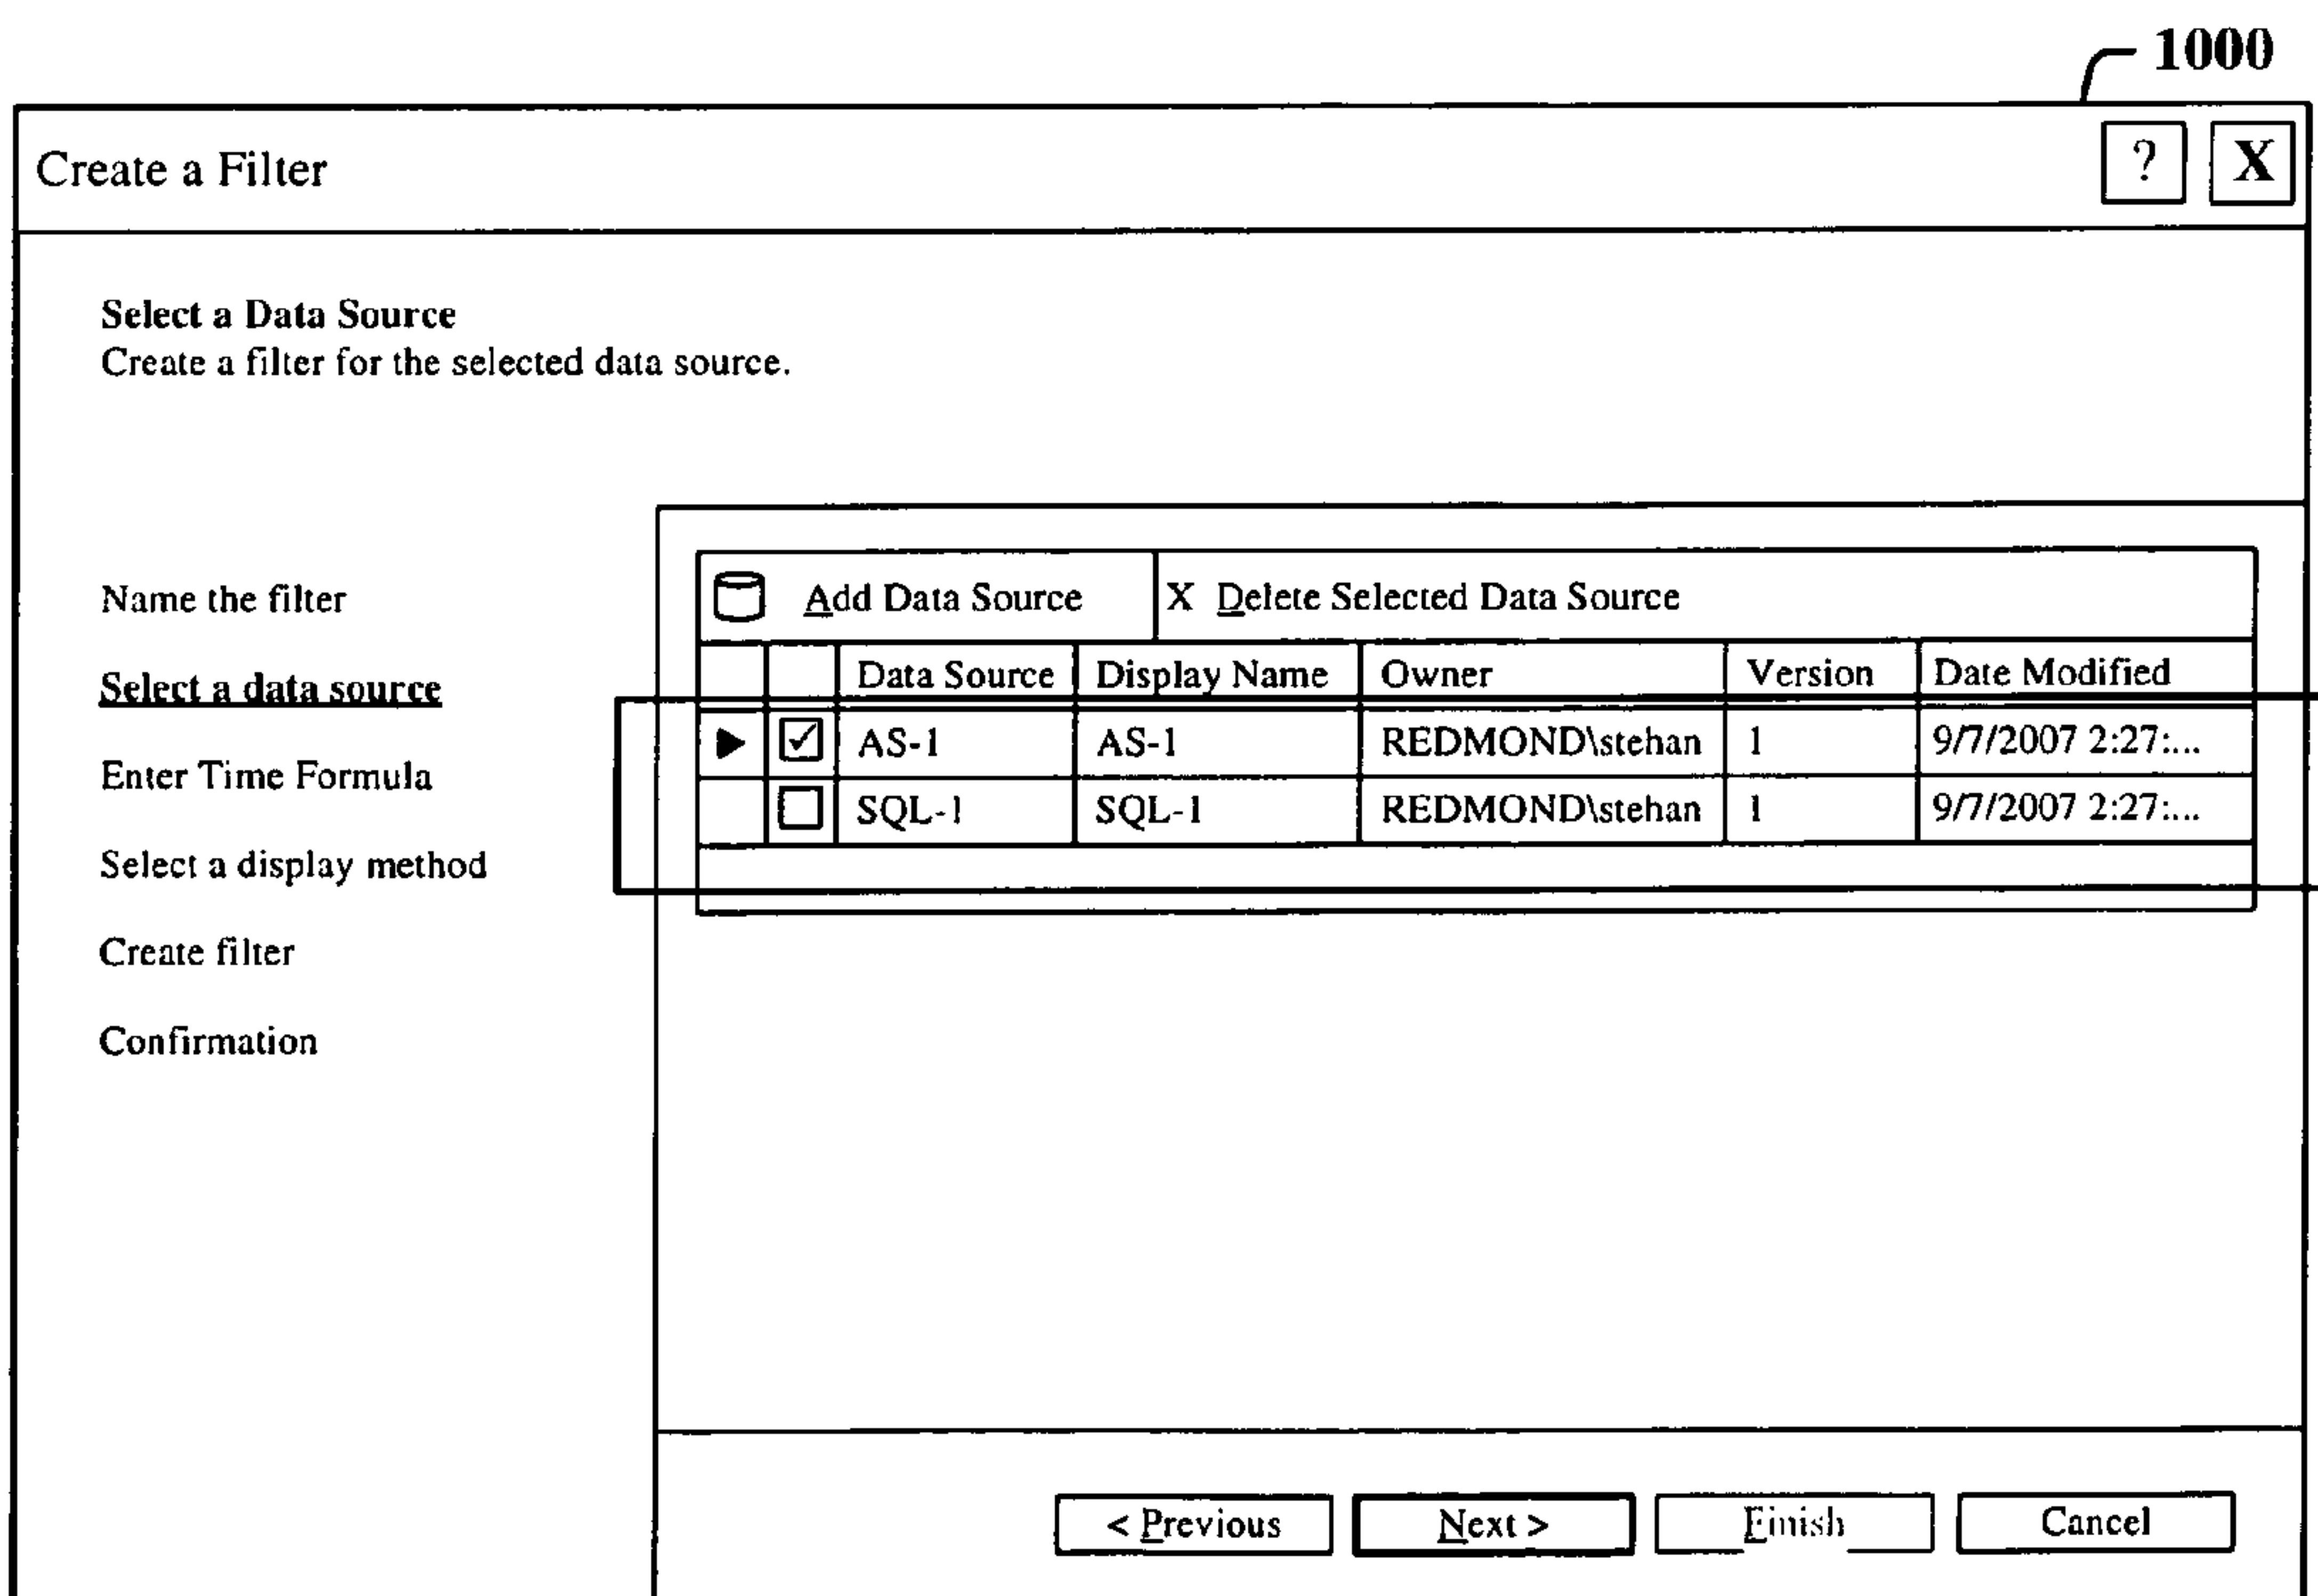 1000
Create a Filter ? X
Select a Data Source
Create a filter for the selected data source.
Name the filter
Select a data source
Enter Time Formula
Select a display method
Create filter
Confirmation
Add Data Source X Delete Selected Data Source
Data Source Display Name Owner Version Date Modified
AS-1 AS-1 REDMOND\stehan 1 9/7/2007 2:27:...
SQL-1 SQL-1 REDMOND\stehan 1 9/7/2007 2:27:...
< Previous Next > Finish Cancel